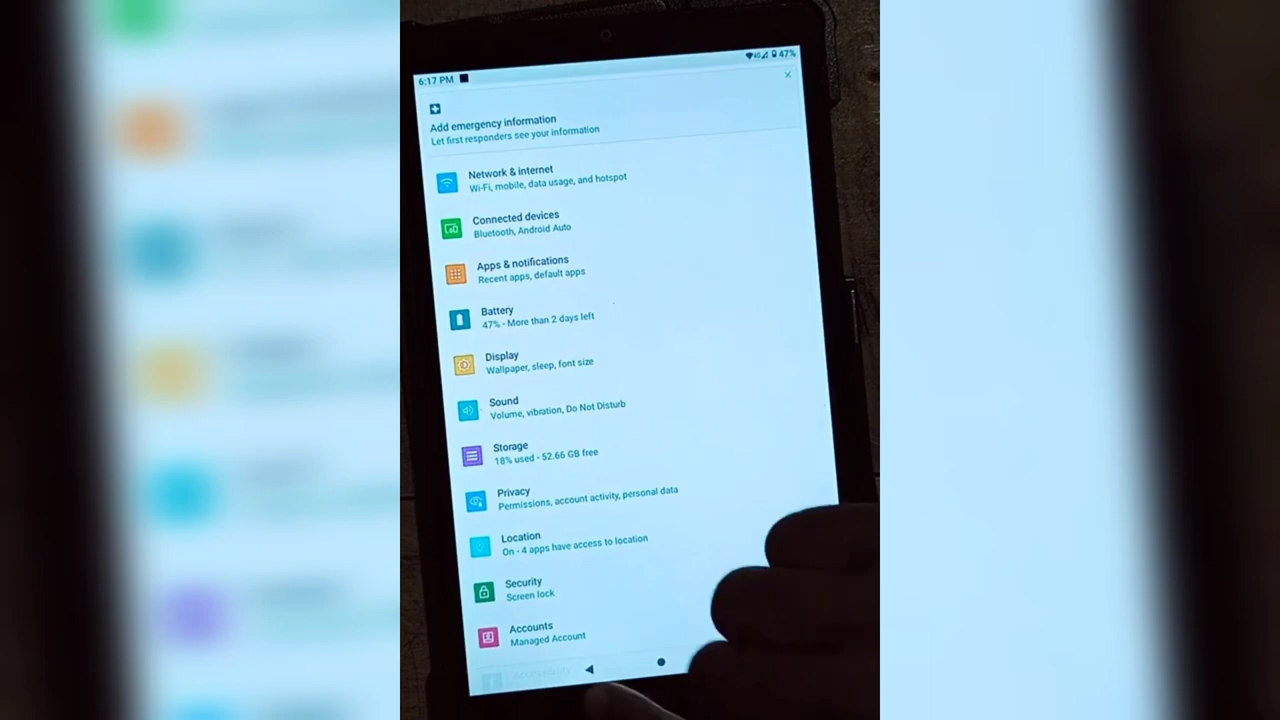 6:17 PM
4G 47%
Add emergency information
Let first responders see your information
Network & internet
Wi-Fi, mobile, data usage, and hotspot
Connected devices
Bluetooth, Android Auto
Apps & notifications
Recent apps, default apps
Battery
47% - More than 2 days left
Display
Wallpaper, sleep, font size
Sound
Volume, vibration, Do Not Disturb
Storage
18% used - 52.66 GB free
Privacy
Permissions, account activity, personal data
Location
On - 4 apps have access to location
Security
Screen lock
Accounts
Managed Account
Accessibility